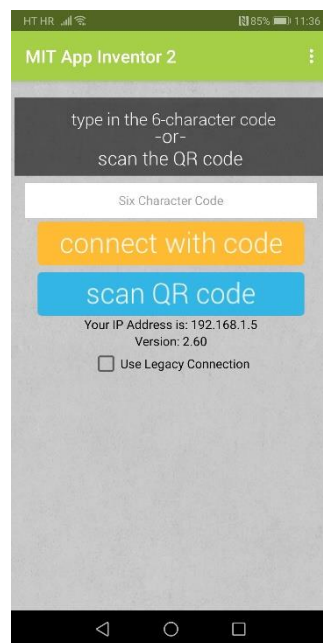 HT HR 85% 11:36
MIT App Inventor 2
type in the 6-character code
-or-
scan the QR code
Six Character Code
connect with code
scan QR code
Your IP Address is: 192.168.1.5
Version: 2.60
Use Legacy Connection